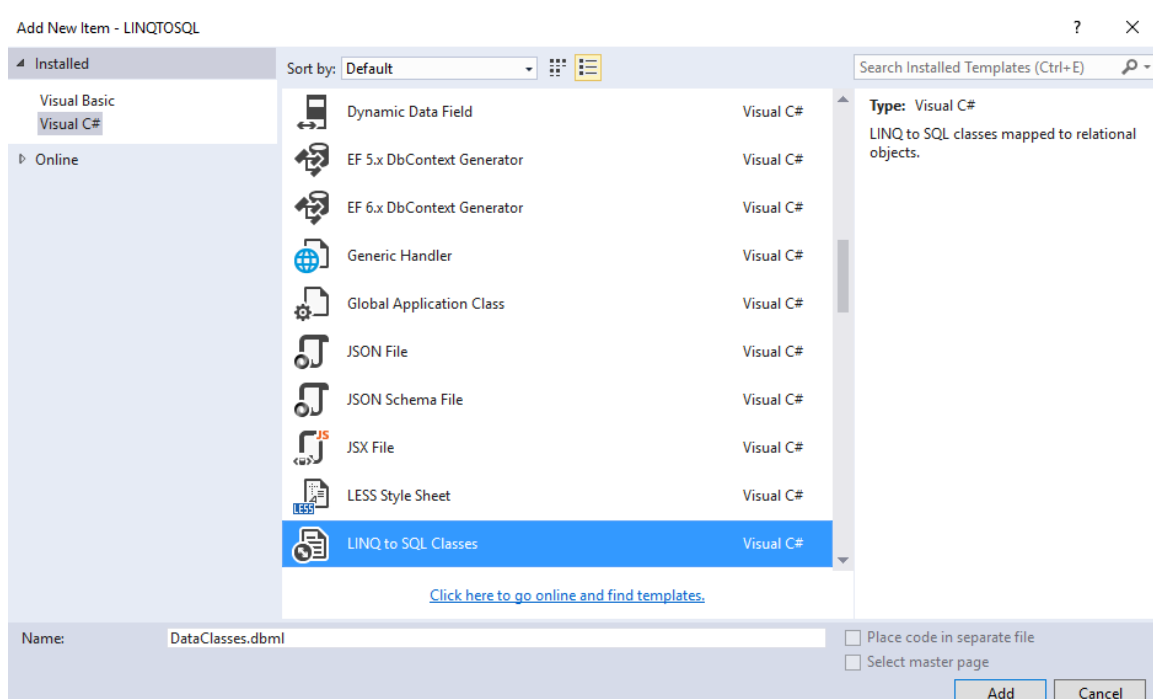 Add New Item - LINQTOSQL
?
Installed
Visual Basic
Visual C#
Online
Sort by: Default
Search Installed Templates (Ctrl+E)
Dynamic Data Field Visual C#
EF 5.x DbContext Generator Visual C#
EF 6.x DbContext Generator Visual C#
Generic Handler Visual C#
Global Application Class Visual C#
JSON File Visual C#
JSON Schema File Visual C#
JS
JSX File Visual C#
LESS
LESS Style Sheet Visual C#
LINQ to SQL Classes Visual C#
Click here to go online and find templates.
Type: Visual C#
LINQ to SQL classes mapped to relational
objects.
Name: DataClasses.dbml
Place code in separate file
Select master page
Add Cancel